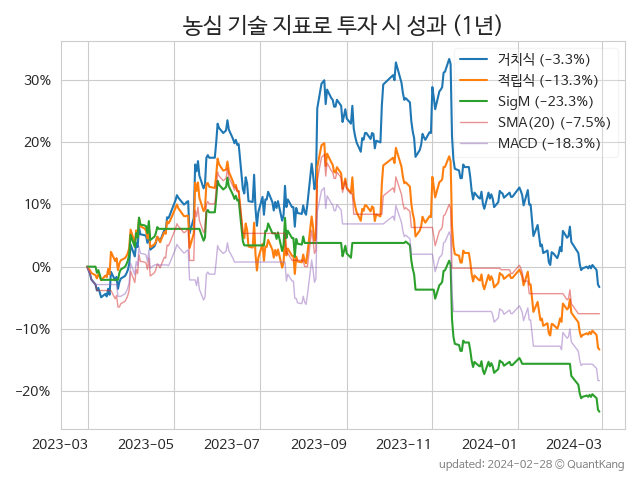 농심 기술 지표로 투자 시 성과 (1년)
거치식 (−3.3%)
적립식 (−13.3%)
SigM (−23.3%)
SMA(20) (−7.5%)
MACD (−18.3%)
30%
20%
10%
0%
−10%
−20%
2023-03 2023-05 2023-07 2023-09 2023-11 2024-01 2024-03
updated: 2024-02-28 © QuantKang